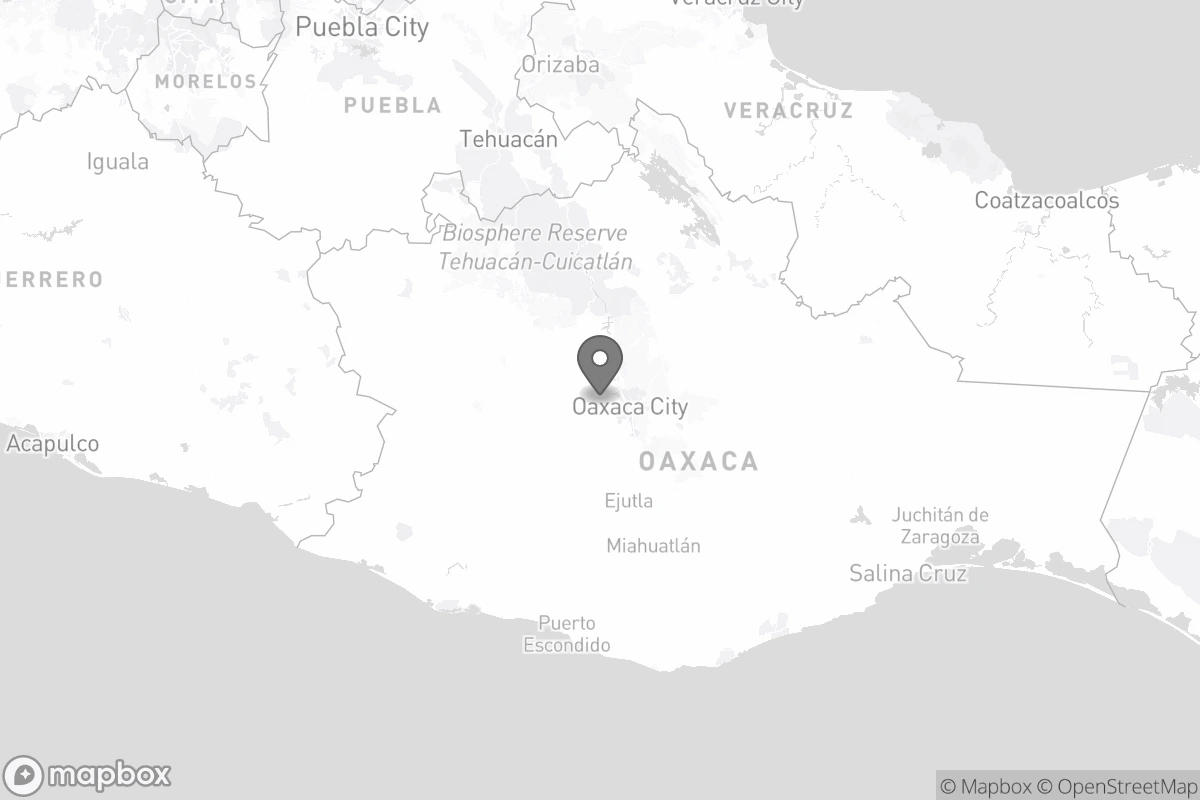 Veracruz City
Puebla City
Orizaba
MORELOS
PUEBLA
VERACRUZ
Tehuacán
Iguala
Coatzacoalcos
Biosphere Reserve
Tehuacán-Cuicatlán
UERRERO
Oaxaca City
Acapulco
OAXACA
Ejutla
Juchitán de
Zaragoza
Miahuatlán
Salina Cruz
Puerto
Escondido
mapbox
© Mapbox © OpenStreetMap